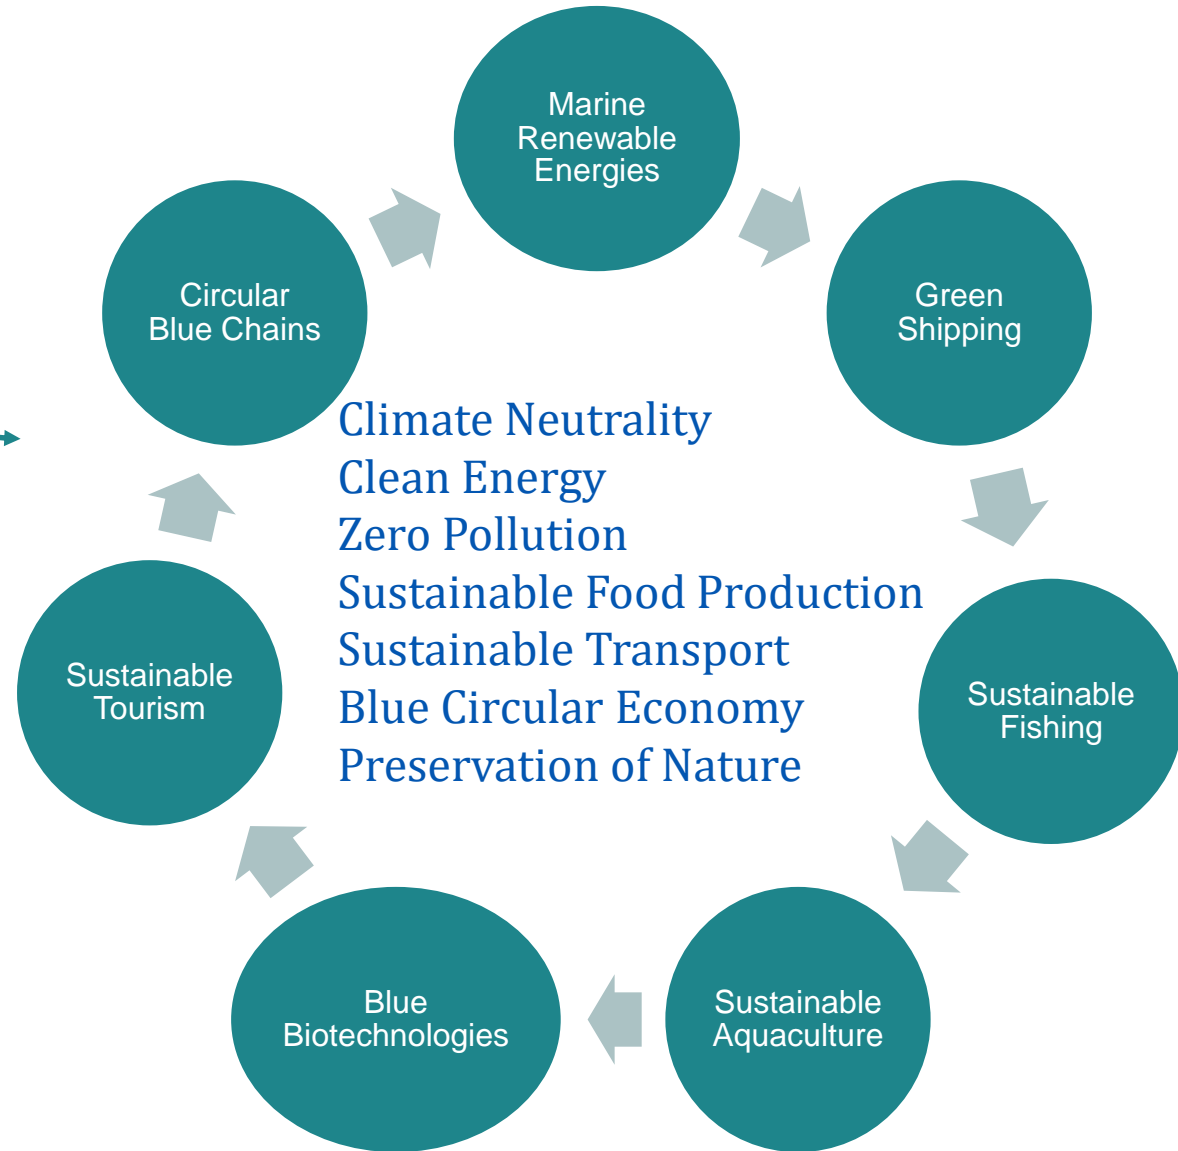 Marine
Renewable
Energies
Green
Shipping
Sustainable
Fishing
Sustainable
Aquaculture
Blue
Biotechnologies
Sustainable
Tourism
Circular
Blue Chains
Climate Neutrality
Clean Energy
Zero Pollution
Sustainable Food Production
Sustainable Transport
Blue Circular Economy
Preservation of Nature